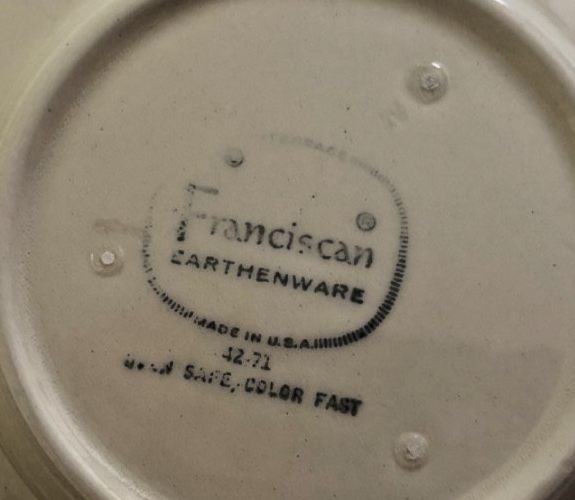 Franciscan ®
EARTHENWARE
MADE IN U.S.A.
42-71
SAFE, COLOR FAST